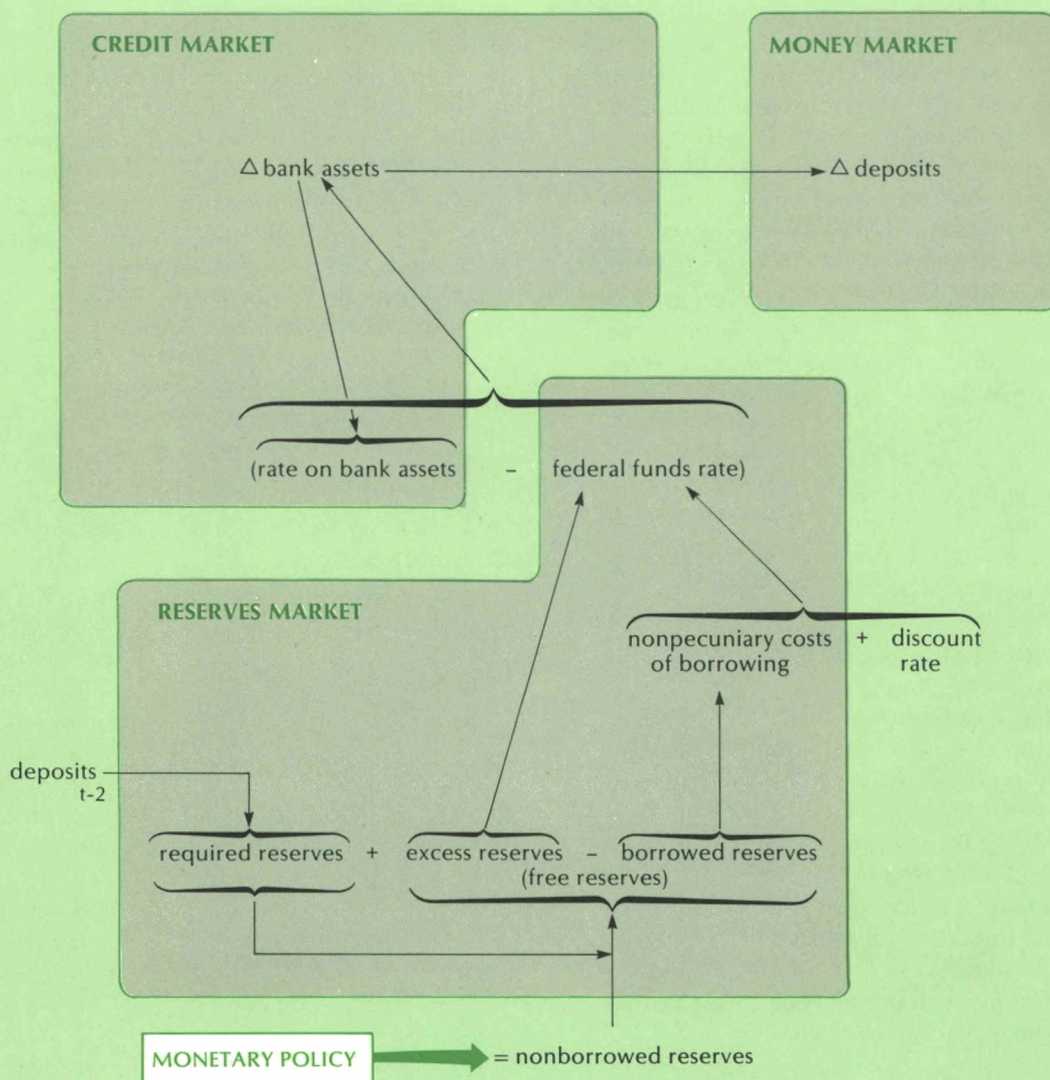 CREDIT MARKET
MONEY MARKET
△ bank assets
△ deposits
(rate on bank assets – federal funds rate)
RESERVES MARKET
nonpecuniary costs of borrowing + discount rate
deposits t-2
required reserves + excess reserves – borrowed reserves
(free reserves)
MONETARY POLICY = nonborrowed reserves